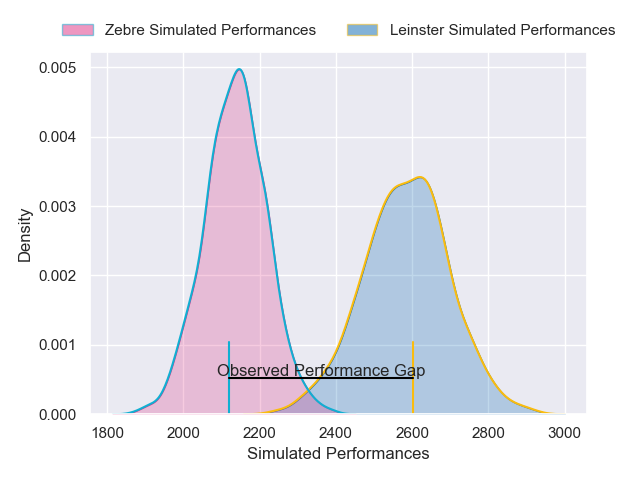 Zebre Simulated Performances Leinster Simulated Performances
0.005
0.004
0.003
Density
0.002
0.001
Observed Performance Gap
0.000
1800 2000 2200 2400 2600 2800 3000
Simulated Performances